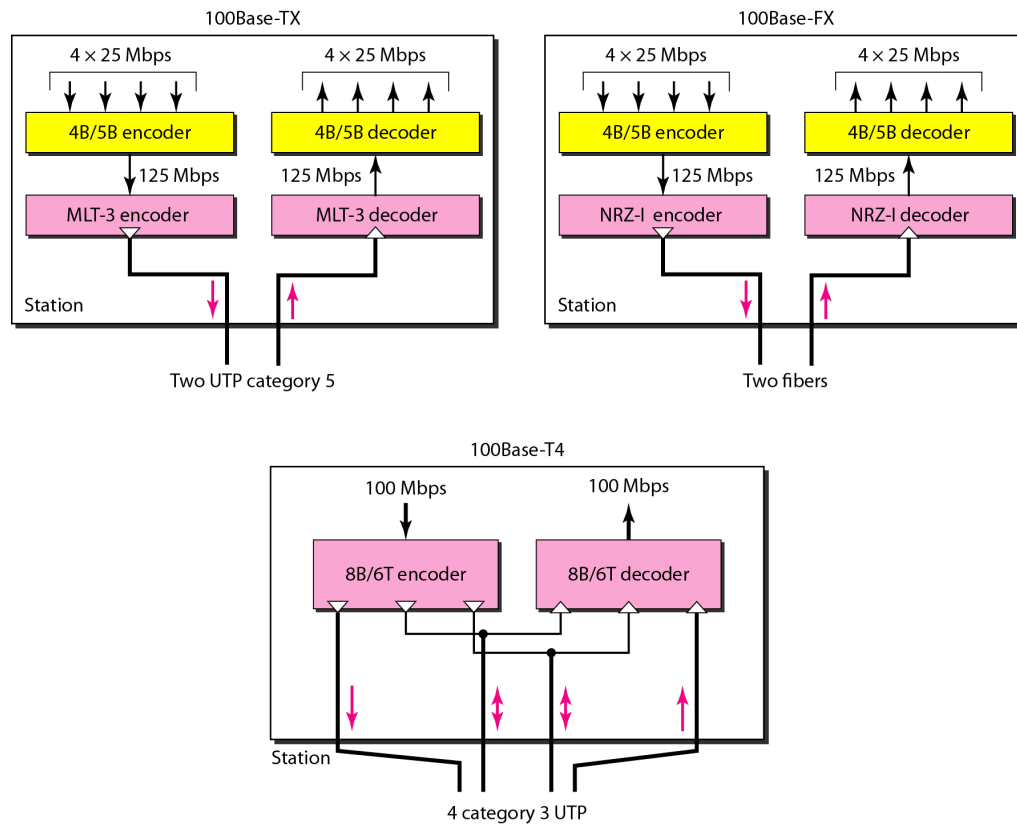 100Base-TX
4 × 25 Mbps
4 × 25 Mbps
4B/5B encoder
4B/5B decoder
125 Mbps
125 Mbps
MLT-3 encoder
MLT-3 decoder
Station
Two UTP category 5
100Base-FX
4 × 25 Mbps
4 × 25 Mbps
4B/5B encoder
4B/5B decoder
125 Mbps
125 Mbps
NRZ-I encoder
NRZ-I decoder
Station
Two fibers
100Base-T4
100 Mbps
100 Mbps
8B/6T encoder
8B/6T decoder
Station
4 category 3 UTP